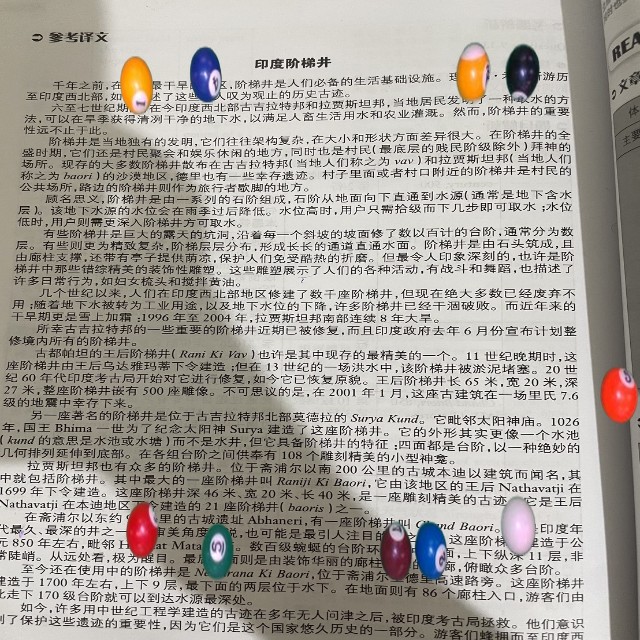 参考译文
印度阶梯井
千年之前,在 最干旱的 区,阶梯井是人们必备的生活基础设施。 游历
至印度西北部,如 述了这些 人叹为观止的历史古迹。
六至七世纪期 在今印度西北部古吉拉特邦和拉贾斯坦邦,当地居民发明了一种取水的方
法,可以在旱季获得清冽干净的地下水,以满足人畜生活用水和农业灌溉。然而,阶梯井的重要
性远不止于此。
阶梯井是当地独有的发明,它们往往架构复杂,在大小和形状方面差异很大。在阶梯井的全
盛时期,它们还是村民聚会和娱乐休闲的地方,同时也是村民(最底层的贱民阶级除外)拜神的
场所。现存的大多数阶梯井散布在古吉拉特邦(当地人们称之为 vav)和拉贾斯坦邦(当地人们
称之为 baori)的沙漠地区,德里也有一些幸存遗迹。村子里面或者村口附近的阶梯井是村民的
公共场所,路边的阶梯井则作为旅行者歇脚的地方。
顾名思义,阶梯井是由一系列的石阶组成,石阶从地面向下直通到水源(通常是地下含水
层)。该地下水源的水位会在雨季过后降低。水位高时,用户只需拾级而下几步即可取水;水位
低时,用户则需更深入阶梯井方可取水。
有些阶梯井是巨大的露天的坑洞,沿着每一个斜坡的坡面修了数以百计的台阶,通常分为数
层。有些则更为精致复杂,阶梯层层分布,形成长长的通道直通水面。阶梯井是由石头筑成,且
由廊柱支撑,还带有亭子提供荫凉,保护人们免受酷热的折磨。但最令人印象深刻的,也许是阶
梯井中那些错综精美的装饰性雕塑。这些雕塑展示了人们的各种活动,有战斗和舞蹈,也描述了
许多日常行为,如妇女梳头和搅拌黄油。
几个世纪以来,人们在印度西北部地区修建了数千座阶梯井,但现在绝大多数已经废弃不
用;随着地下水被转为工业用途,以及地下水位的下降,许多阶梯井已经干涸破败。而近年来的
干旱期更是雪上加霜;1996 年至 2004 年,拉贾斯坦邦南部连续 8 年大旱。
所幸古吉拉特邦的一些重要的阶梯井近期已被修复,而且印度政府去年 6 月份宣布计划整
修境内所有的阶梯井。
古都帕坦的王后阶梯井(Rani Ki Vav)也许是其中现存的最精美的一个。11 世纪晚期时,这
座阶梯井由王后乌达雅玛蒂下令建造;但在 13 世纪的一场洪水中,该阶梯井被淤泥堵塞。20 世
纪 60 年代印度考古局开始对它进行修复,如今它已恢复原貌。王后阶梯井长 65 米,宽 20 米,深
27 米,整座阶梯井嵌有 500 座雕像。不可思议的是,在 2001 年 1 月,这座古建筑在一场里氏 7.6
级的地震中幸存下来。
另一座著名的阶梯井是位于古吉拉特邦北部莫德拉的 Surya Kund。它毗邻太阳神庙。1026
年,国王 Bhima 一世为了纪念太阳神 Surya 建造了这座阶梯井。它的外形其实更像一个水池
(kund 的意思是水池或水塘)而不是水井,但它具备阶梯井的特征:四面都是台阶,以一种绝妙的
几何排列延伸到底部。在各组台阶之间供奉有 108 个雕刻精美的小型神龛。
拉贾斯坦邦也有众多的阶梯井。位于斋浦尔以南 200 公里的古城本迪以建筑而闻名,其
中就包括阶梯井。其中最大的一座阶梯井叫 Raniji Ki Baori,它由该地区的王后 Nathavatji 在
1699 年下令建造。这座阶梯井深 46 米、宽 20 米、长 40 米,是一座雕刻精美的古迹 它是王后
Nathavatji 在本迪地区 令建造的 21 座阶梯井(baoris)之一。
在斋浦尔以东约 里的古城遗址 Abhaneri,有一座阶梯井叫 Chand Baori。 印度年
代最久、最深的井之一 审美角度 说,也可能是最引人注目的 这座阶梯井建造于公
元 850 年左右,毗邻 H t Mata 。数百级蜿蜒的台阶环 面,上下纵深 11 层,非
常陡峭。从远处看,极为醒目。最 则是由装饰华丽的廊柱 廊,俯瞰众多台阶。
至今还在使用中的阶梯井是 Ne rana Ki Baori,位于斋浦尔 德里高速路旁。这座阶梯井
建造于 1700 年左右,上下 9 层,最下面的两层位于水下。在地面则有 86 个廊柱入口,游客们由
此走下 170 级台阶就可以到达水源最深处。
如今,许多用中世纪工程学建造的古迹在多年无人问津之后,被印度考古局拯救。他们意识
到了保护这些遗迹的重要性,因为它们是这个国家悠久历史的一部分。游客们蜂拥而至印度西
REA
文章
体
主要